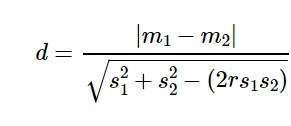 d = |m₁ − m₂| / √(s₁² + s₂² − (2rs₁s₂))